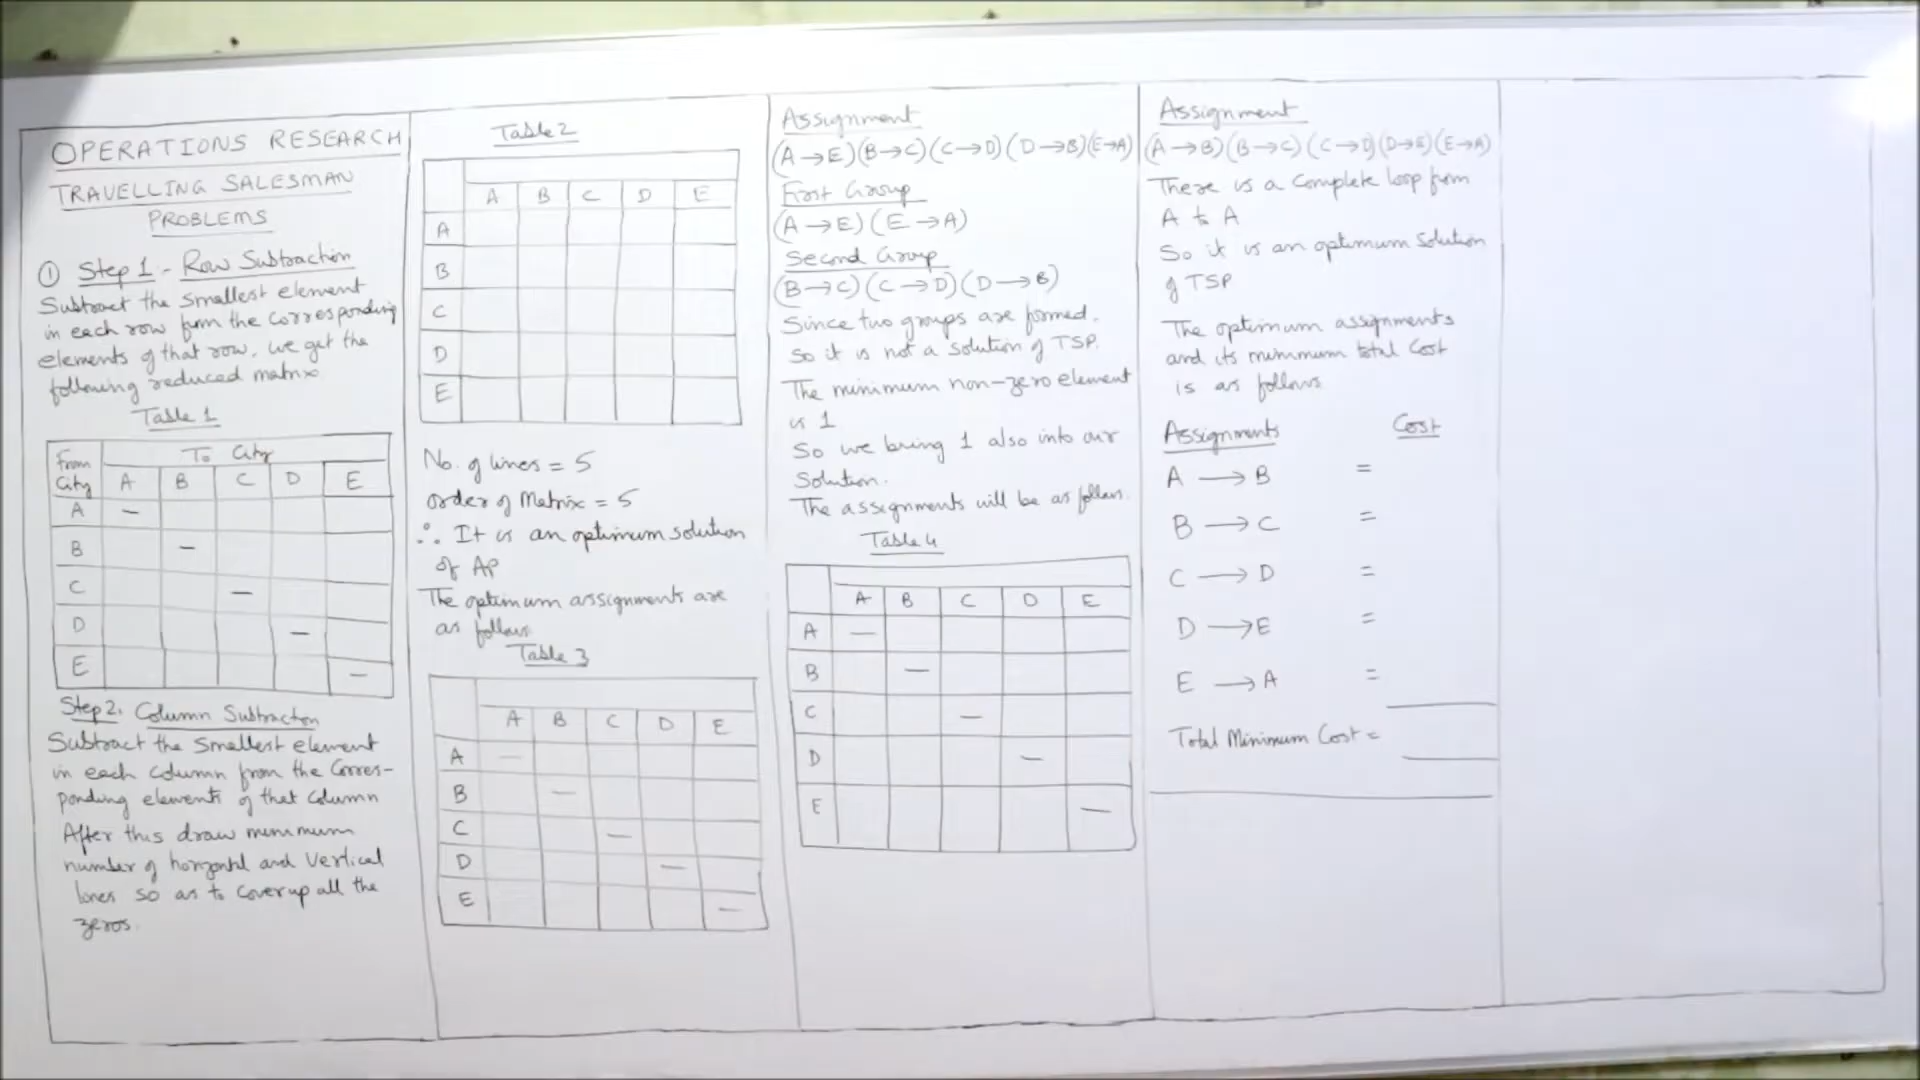 OPERATIONS RESEARCH
TRAVELLING SALESMAN
PROBLEMS
① Step 1 - Row Subtraction
Subtract the smallest element
in each row from the corresponding
elements of that row, we get the
following reduced matrix
Table 1
From City To City
A B C D E
A —
B —
C —
D —
E —
Step 2. Column Subtraction
Subtract the smallest element
in each column from the Corres-
ponding elements of that column
After this draw minimum
number of horizontal and vertical
lines so as to cover up all the
zeros.
Table 2
A B C D E
A
B
C
D
E
No. of lines = 5
order of Matrix = 5
∴ It is an optimum solution
of AP
The optimum assignments are
as follows
Table 3
A B C D E
A —
B —
C —
D —
E —
Assignment
(A→E)(B→C)(C→D)(D→B)(E→A)
First Group
(A→E)(E→A)
Second Group
(B→C)(C→D)(D→B)
Since two groups are formed.
So it is not a solution of TSP.
The minimum non-zero element
is 1
So we bring 1 also into our
Solution.
The assignments will be as follows.
Table 4
A B C D E
A —
B —
C —
D —
E —
Assignment
(A→B)(B→C)(C→D)(D→E)(E→A)
There is a complete loop from
A to A
So it is an optimum solution
of TSP
The optimum assignments
and its minimum total cost
is as follows
Assignments Cost
A → B =
B → C =
C → D =
D → E =
E → A =
Total Minimum Cost =